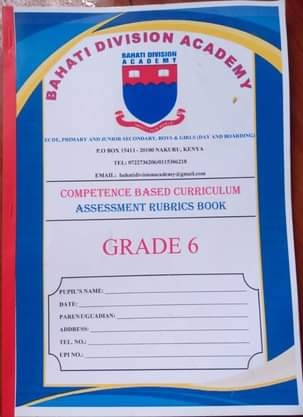 BAHATI DIVISION ACADEMY
BAHATI DIVISION
ACADEMY
ECDE, PRIMARY AND JUNIOR SECONDARY, BOYS & GIRLS (DAY AND BOARDING)
P.O BOX 15411 - 20100 NAKURU, KENYA
TEL: 0722736206/0115396218
EMAIL: bahatidivisionacademy@gmail.com
COMPETENCE BASED CURRICULUM
ASSESSMENT RUBRICS BOOK
GRADE 6
PUPIL'S NAME:
DATE:
PAREN/GUADIAN:
ADDRESS:
TEL. NO.:
UPI NO.: